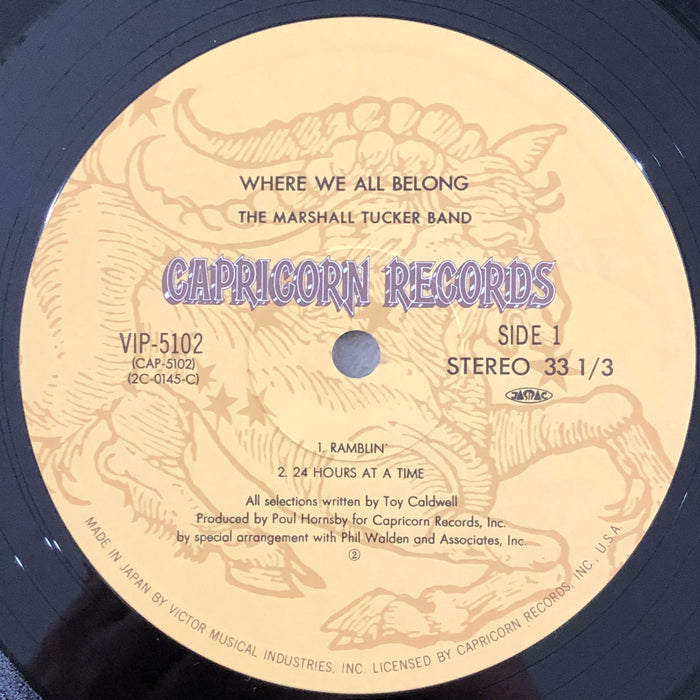 WHERE WE ALL BELONG
THE MARSHALL TUCKER BAND
CAPRICORN RECORDS
VIP-5102
(CAP-5102)
(2C-0145-C)
SIDE 1
STEREO 33 1/3
JASRAC
1. RAMBLIN'
2. 24 HOURS AT A TIME
All selections written by Toy Caldwell
Produced by Poul Hornsby for Capricorn Records, Inc.
by special arrangement with Phil Walden and Associates, Inc.
②
MADE IN JAPAN BY VICTOR MUSICAL INDUSTRIES, INC. LICENSED BY CAPRICORN RECORDS, INC., U.S.A.